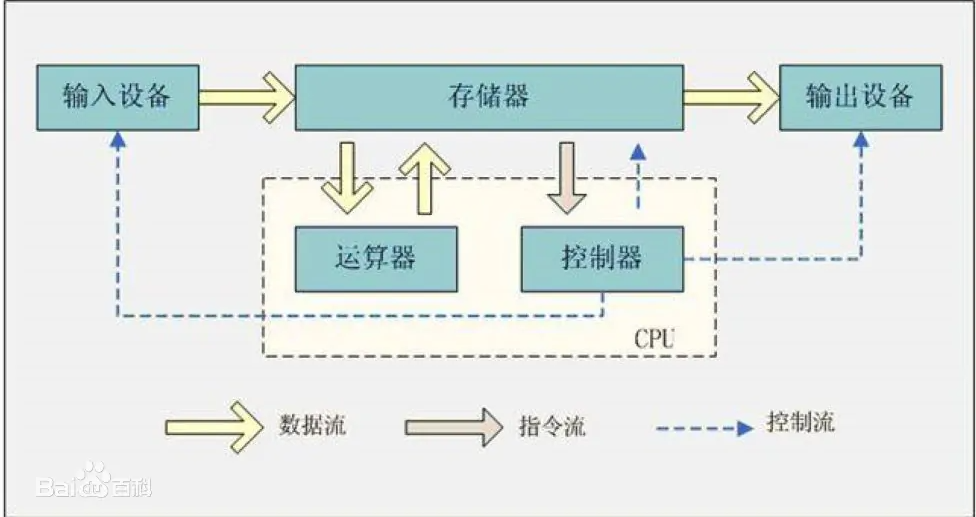 输入设备
存储器
输出设备
运算器
控制器
CPU
数据流
指令流
控制流
Bai du 百科